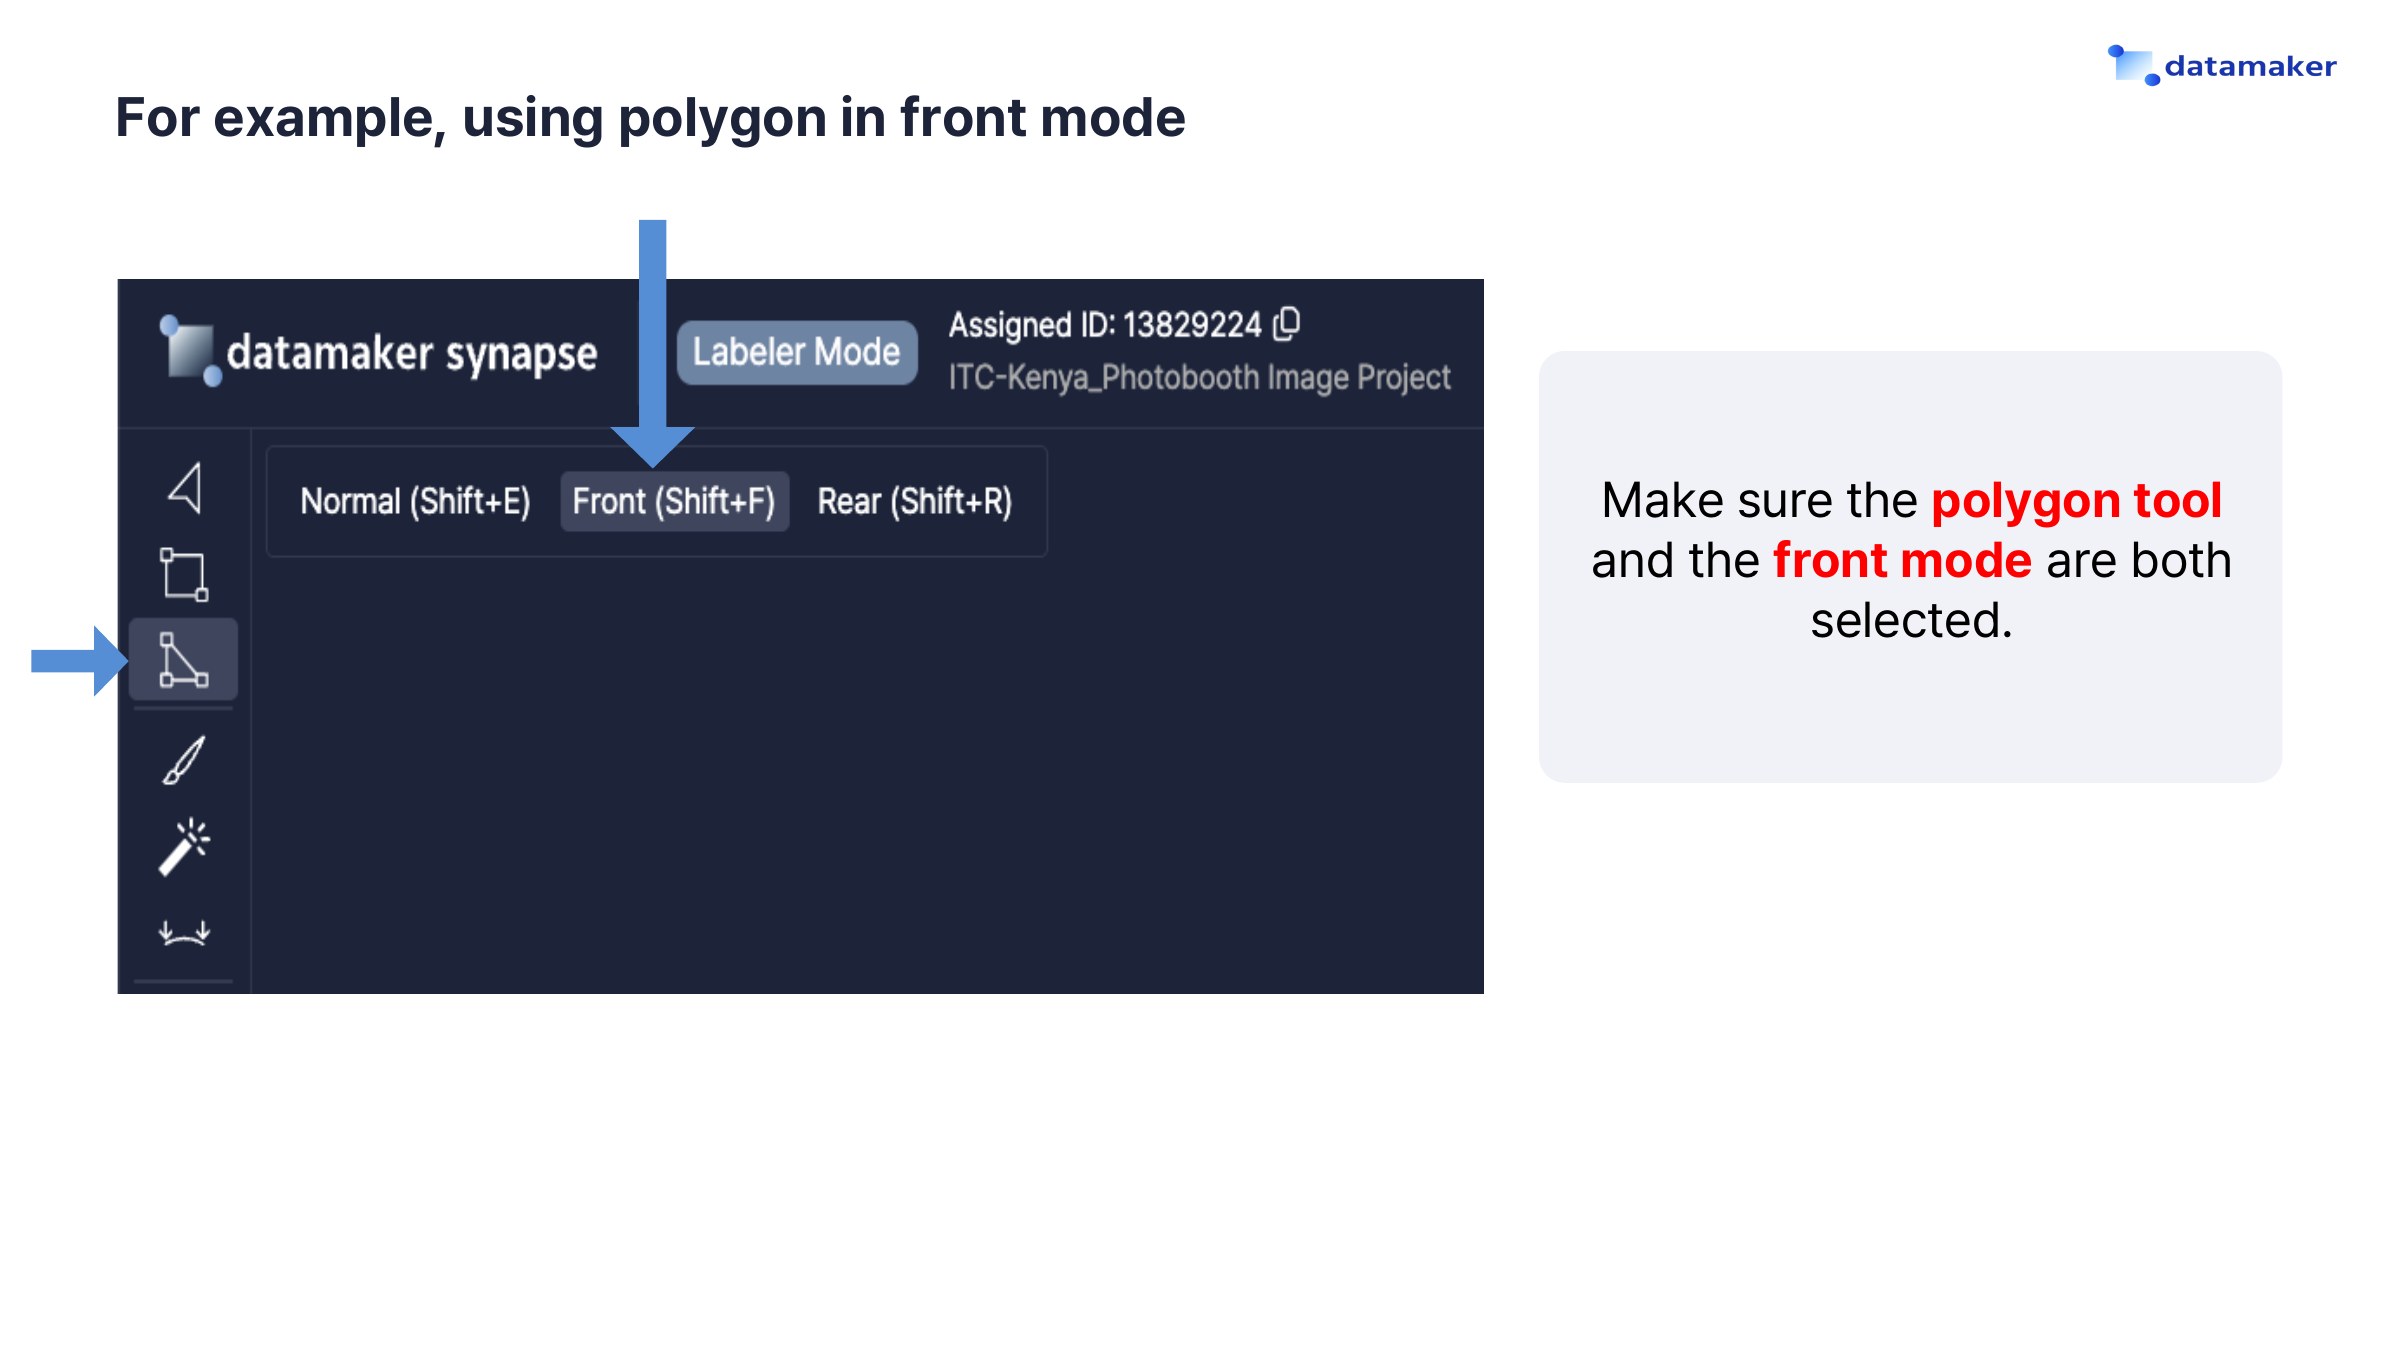 datamaker
For example, using polygon in front mode
datamaker synapse
Labeler Mode
Assigned ID: 13829224
ITC-Kenya_Photobooth Image Project
Normal (Shift+E) Front (Shift+F) Rear (Shift+R)
Make sure the polygon tool
and the front mode are both
selected.